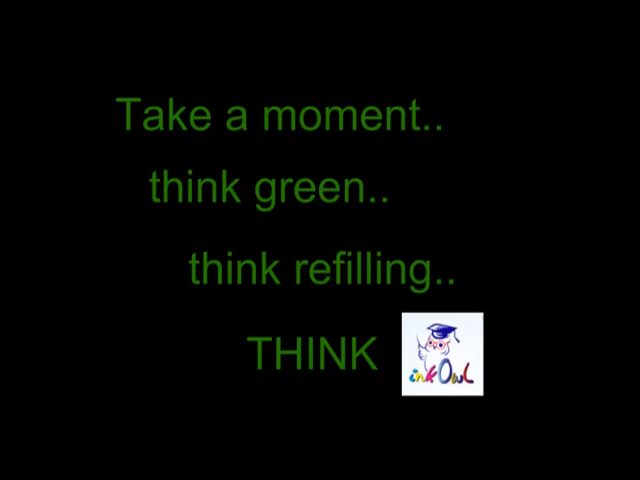 Take a moment..
think green..
think refilling..
THINK
inkOwl